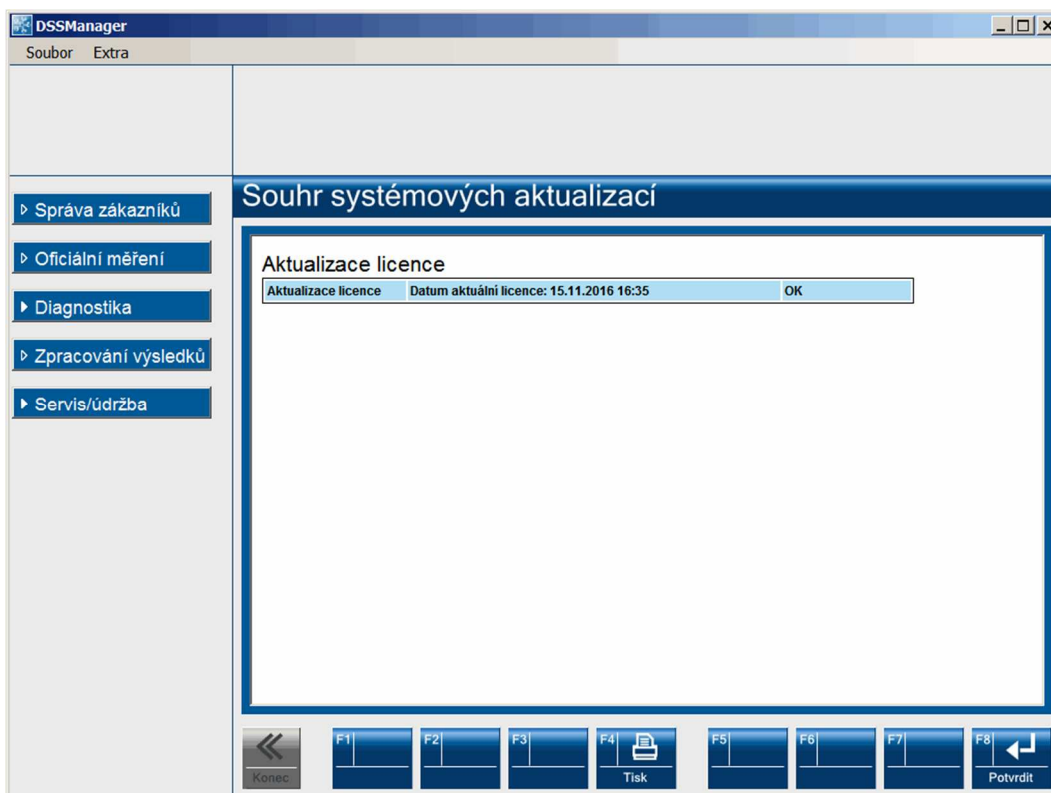 DSSManager
Soubor Extra
Souhr systémových aktualizací
Správa zákazníků
Oficiální měření
Diagnostika
Zpracování výsledků
Servis/údržba
Aktualizace licence
Aktualizace licence Datum aktuální licence: 15.11.2016 16:35 OK
Konec
F1
F2
F3
F4 Tisk
F5
F6
F7
F8 Potvrdit